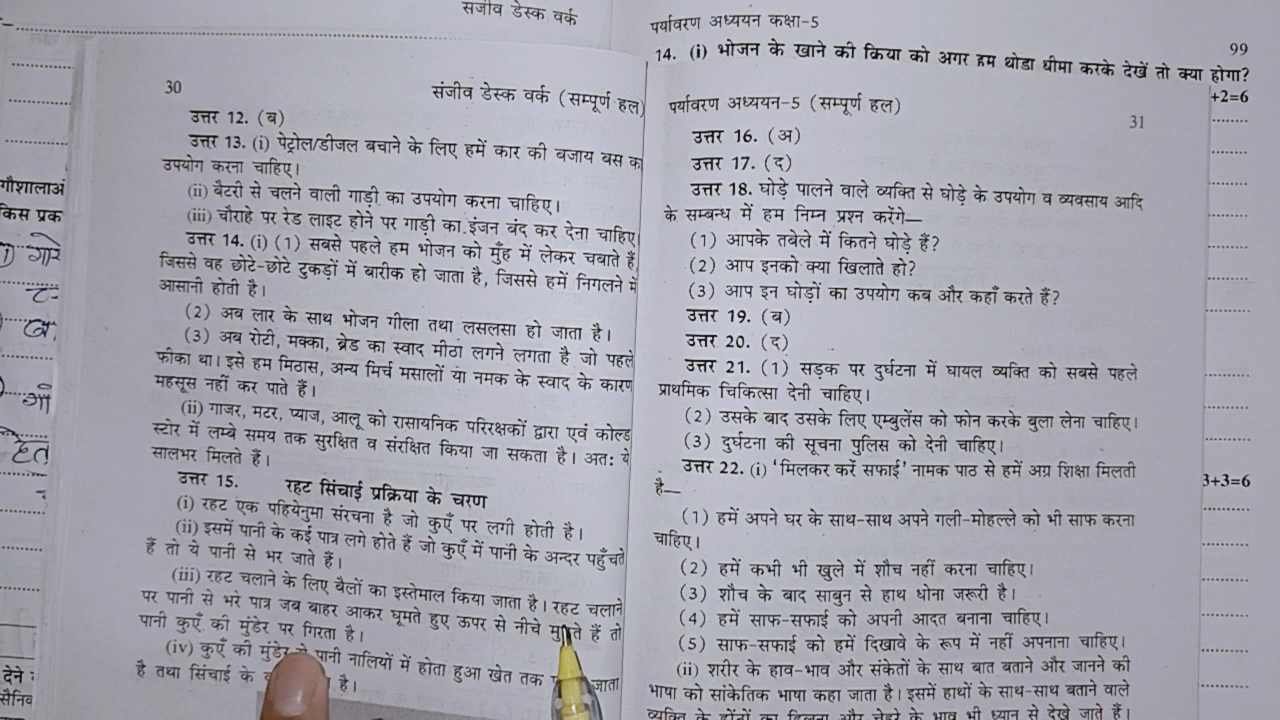 संजीव डेस्क वर्क
गौशालाओं
किस प्रक
30
संजीव डेस्क वर्क (सम्पूर्ण हल)
उत्तर 12. (ब)
उत्तर 13. (i) पेट्रोल/डीजल बचाने के लिए हमें कार की बजाय बस का
उपयोग करना चाहिए।
(ii) बैटरी से चलने वाली गाड़ी का उपयोग करना चाहिए।
(iii) चौराहे पर रेड लाइट होने पर गाड़ी का इंजन बंद कर देना चाहिए
उत्तर 14. (i) (1) सबसे पहले हम भोजन को मुँह में लेकर चबाते हैं
जिससे वह छोटे-छोटे टुकड़ों में बारीक हो जाता है, जिससे हमें निगलने में
आसानी होती है।
(2) अब लार के साथ भोजन गीला तथा लसलसा हो जाता है।
(3) अब रोटी, मक्का, ब्रेड का स्वाद मीठा लगने लगता है जो पहले
फीका था। इसे हम मिठास, अन्य मिर्च मसालों या नमक के स्वाद के कारण
महसूस नहीं कर पाते हैं।
(ii) गाजर, मटर, प्याज, आलू को रासायनिक परिरक्षकों द्वारा एवं कोल्ड
स्टोर में लम्बे समय तक सुरक्षित व संरक्षित किया जा सकता है। अतः ये
सालभर मिलते हैं।
उत्तर 15. रहट सिंचाई प्रक्रिया के चरण
(i) रहट एक पहियेनुमा संरचना है जो कुएँ पर लगी होती है।
(ii) इसमें पानी के कई पात्र लगे होते हैं जो कुएँ में पानी के अन्दर पहुँचते
हैं तो ये पानी से भर जाते हैं।
(iii) रहट चलाने के लिए बैलों का इस्तेमाल किया जाता है। रहट चलाने
पर पानी से भरे पात्र जब बाहर आकर घूमते हुए ऊपर से नीचे मुड़ते हैं तो
पानी कुएँ की मुंडेर पर गिरता है।
(iv) कुएँ की मुंडेर से पानी नालियों में होता हुआ खेत तक जाता
है तथा सिंचाई के है।
पर्यावरण अध्ययन कक्षा-5
99
14. (i) भोजन के खाने की क्रिया को अगर हम थोडा धीमा करके देखें तो क्या होगा?
+2=6
पर्यावरण अध्ययन-5 (सम्पूर्ण हल)
31
उत्तर 16. (अ)
उत्तर 17. (द)
उत्तर 18. घोड़े पालने वाले व्यक्ति से घोड़े के उपयोग व व्यवसाय आदि
के सम्बन्ध में हम निम्न प्रश्न करेंगे—
(1) आपके तबेले में कितने घोड़े हैं?
(2) आप इनको क्या खिलाते हो?
(3) आप इन घोड़ों का उपयोग कब और कहाँ करते हैं?
उत्तर 19. (ब)
उत्तर 20. (द)
उत्तर 21. (1) सड़क पर दुर्घटना में घायल व्यक्ति को सबसे पहले
प्राथमिक चिकित्सा देनी चाहिए।
(2) उसके बाद उसके लिए एम्बुलेंस को फोन करके बुला लेना चाहिए।
(3) दुर्घटना की सूचना पुलिस को देनी चाहिए।
उत्तर 22. (i) 'मिलकर करें सफाई' नामक पाठ से हमें अग्र शिक्षा मिलती
है—
3+3=6
(1) हमें अपने घर के साथ-साथ अपने गली-मोहल्ले को भी साफ करना
चाहिए।
(2) हमें कभी भी खुले में शौच नहीं करना चाहिए।
(3) शौच के बाद साबुन से हाथ धोना जरूरी है।
(4) हमें साफ-सफाई को अपनी आदत बनाना चाहिए।
(5) साफ-सफाई को हमें दिखावे के रूप में नहीं अपनाना चाहिए।
(ii) शरीर के हाव-भाव और संकेतों के साथ बात बताने और जानने की
भाषा को सांकेतिक भाषा कहा जाता है। इसमें हाथों के साथ-साथ बताने वाले
व्यक्ति के होंठों का हिलना और चेहरे के भाव भी ध्यान से देखे जाते हैं।